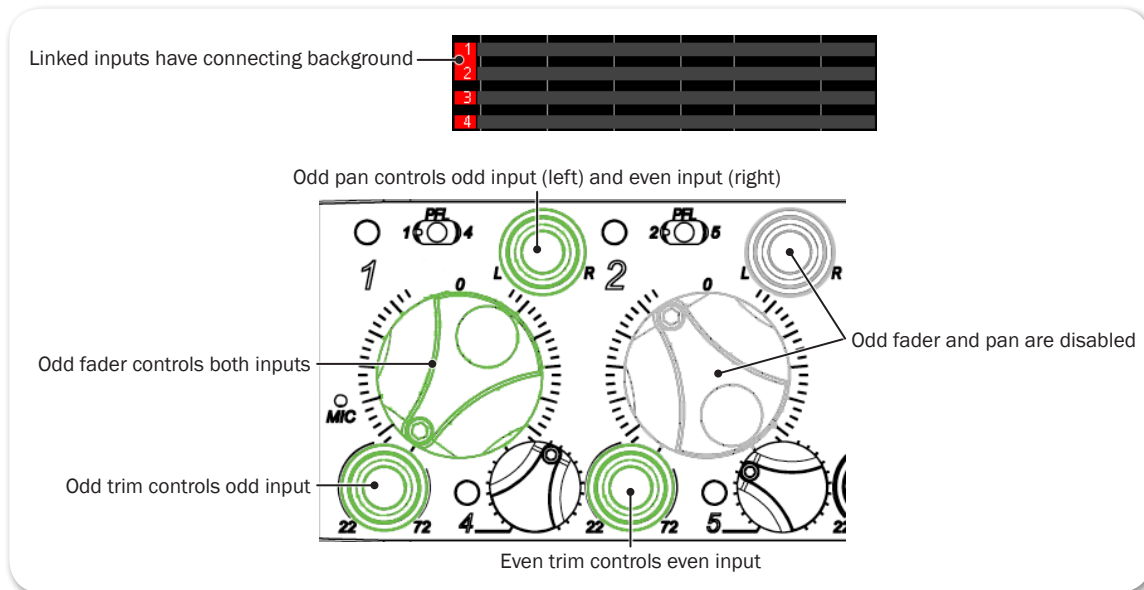 Linked inputs have connecting background
1
2
3
4
Odd pan controls odd input (left) and even input (right)
PFL
PFL
1 4
2 5
1
L R
2
L R
0
0
Odd fader and pan are disabled
Odd fader controls both inputs
MIC
Odd trim controls odd input
4
5
22 72
22 72
22
Even trim controls even input